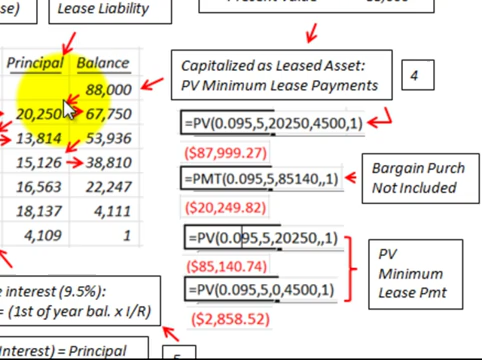 se)
Lease Liability
Principal Balance
88,000
20,250 67,750
13,814 53,936
15,126 38,810
16,563 22,247
18,137 4,111
4,109 1
Capitalized as Leased Asset:
PV Minimum Lease Payments
4
=PV(0.095,5,20250,4500,1)
($87,999.27)
=PMT(0.095,5,85140,,1)
Bargain Purch
Not Included
($20,249.82)
=PV(0.095,5,20250,,1)
($85,140.74)
=PV(0.095,5,0,4500,1)
($2,858.52)
PV
Minimum
Lease Pmt
e interest (9.5%):
= (1st of year bal. x I/R)
Interest) = Principal